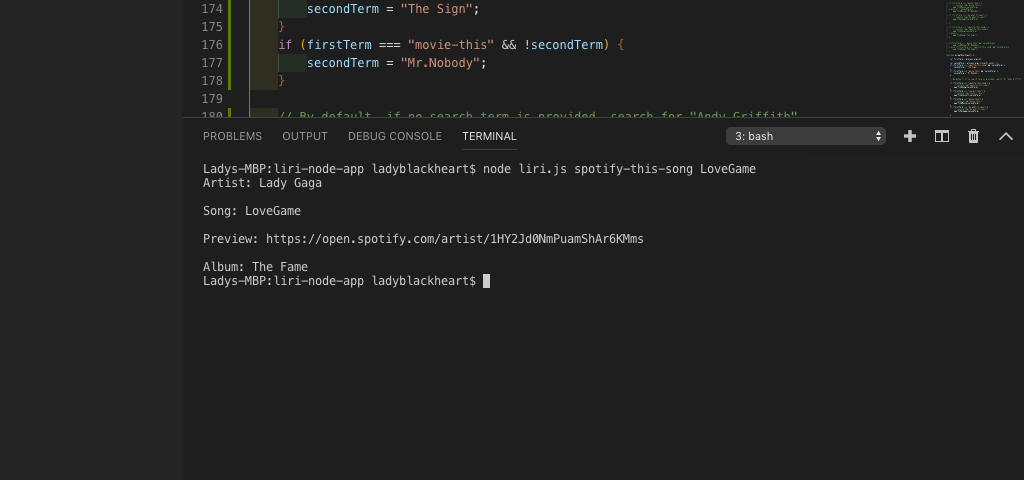 174 secondTerm = "The Sign";
175 }
176 if (firstTerm === "movie-this" && !secondTerm) {
177 secondTerm = "Mr.Nobody";
178 }
179
180 // By default, if no search term is provided, search for "Andy Griffith"
PROBLEMS OUTPUT DEBUG CONSOLE TERMINAL 3: bash
Ladys-MBP:liri-node-app ladyblackheart$ node liri.js spotify-this-song LoveGame
Artist: Lady Gaga
Song: LoveGame
Preview: https://open.spotify.com/artist/1HY2Jd0NmPuamShAr6KMms
Album: The Fame
Ladys-MBP:liri-node-app ladyblackheart$